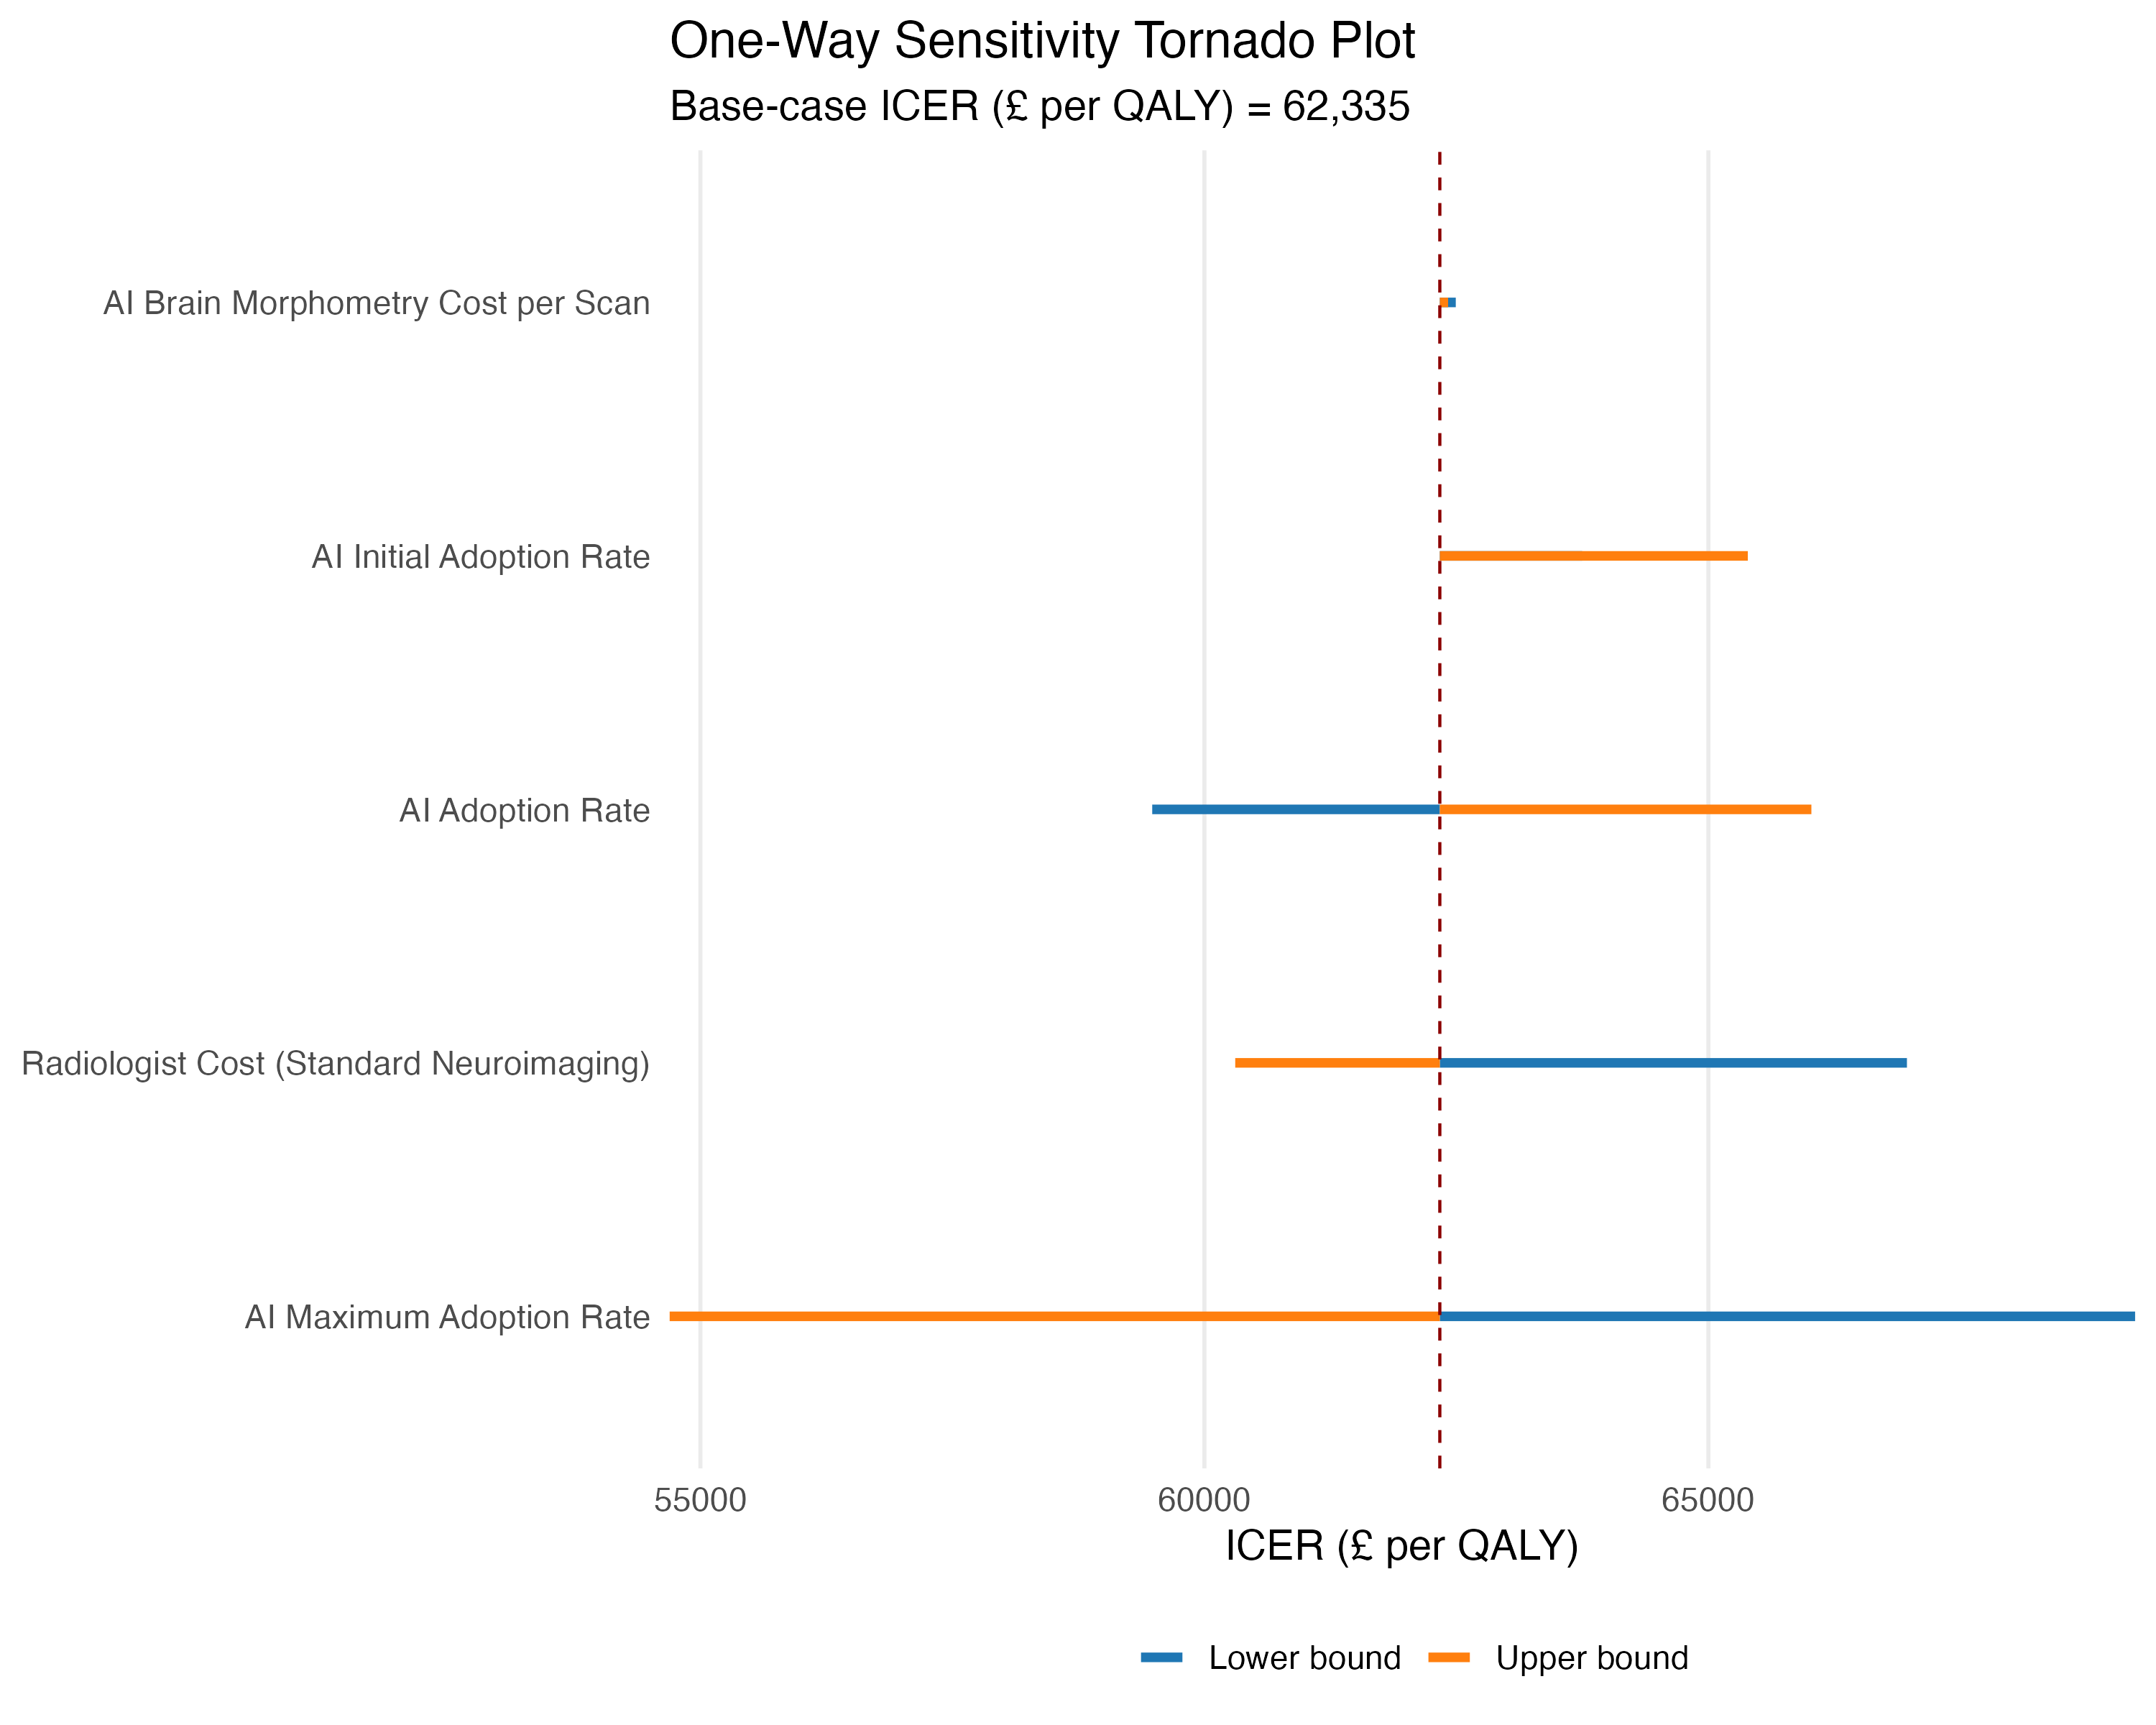 One-Way Sensitivity Tornado Plot
Base-case ICER (£ per QALY) = 62,335
AI Brain Morphometry Cost per Scan
AI Initial Adoption Rate
AI Adoption Rate
Radiologist Cost (Standard Neuroimaging)
AI Maximum Adoption Rate
55000 60000 65000
ICER (£ per QALY)
Lower bound Upper bound